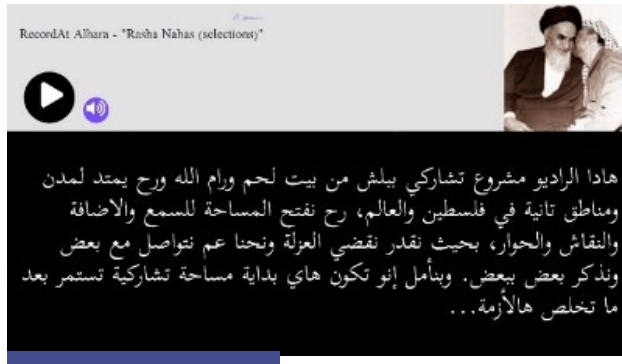 RecordAt Alhara - "Rasha Nahas (selections)"
هادا الراديو مشروع تشاركي ببلش من بيت لحم ورام الله ورح يمتد لمدن
ومناطق تانية في فلسطين والعالم، رح نفتح المساحة للسمع والاضافة
والنقاش والحوار، بحيث نقدر نقضي العزلة ونحنا عم نتواصل مع بعض
ونذكر بعض ببعض. وبنأمل إنو تكون هاي بداية مساحة تشاركية تستمر بعد
ما تخلص هالأزمة...